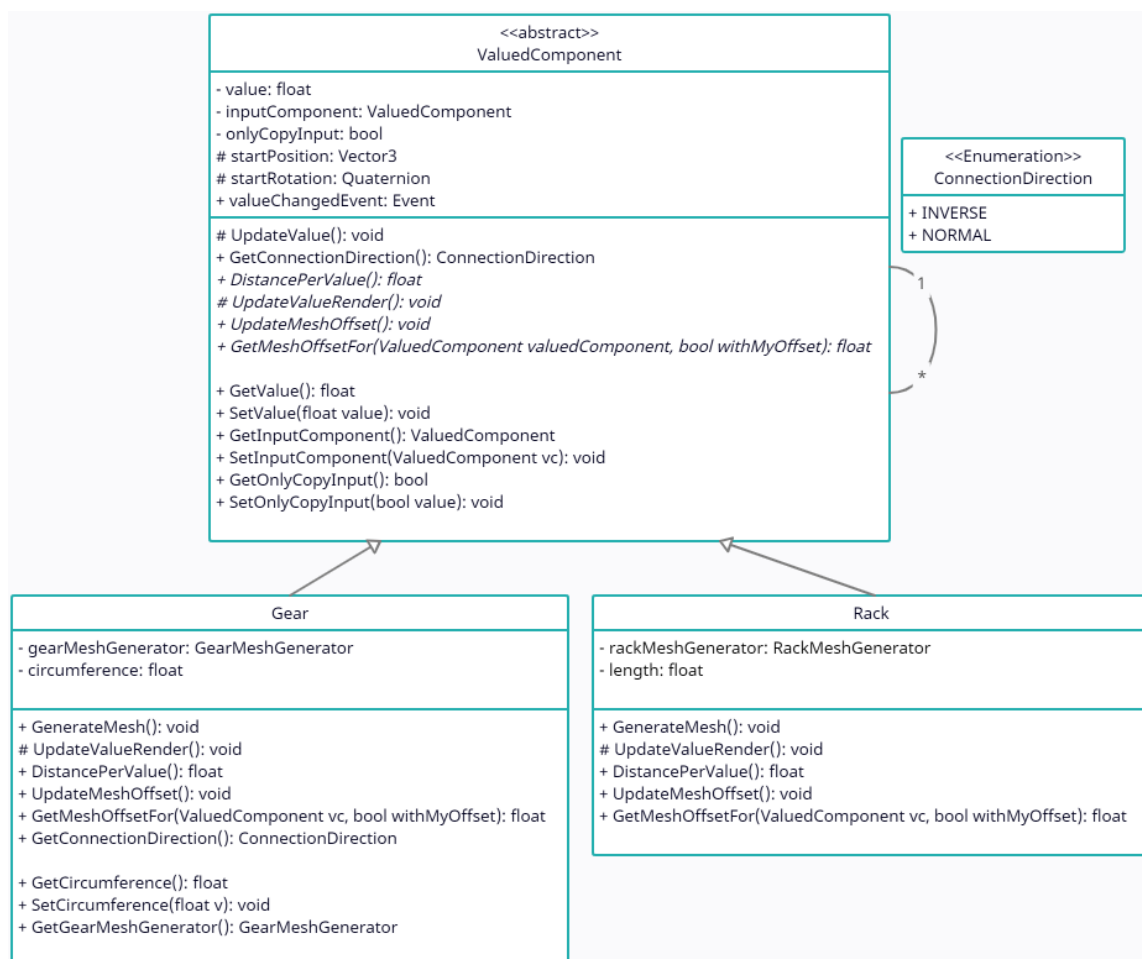 <<abstract>>
ValuedComponent
- value: float
- inputComponent: ValuedComponent
- onlyCopyInput: bool
# startPosition: Vector3
# startRotation: Quaternion
+ valueChangedEvent: Event
# UpdateValue(): void
+ GetConnectionDirection(): ConnectionDirection
+ DistancePerValue(): float
# UpdateValueRender(): void
+ UpdateMeshOffset(): void
+ GetMeshOffsetFor(ValuedComponent valuedComponent, bool withMyOffset): float
+ GetValue(): float
+ SetValue(float value): void
+ GetInputComponent(): ValuedComponent
+ SetInputComponent(ValuedComponent vc): void
+ GetOnlyCopyInput(): bool
+ SetOnlyCopyInput(bool value): void
<<Enumeration>>
ConnectionDirection
+ INVERSE
+ NORMAL
1
*
Gear
- gearMeshGenerator: GearMeshGenerator
- circumference: float
+ GenerateMesh(): void
# UpdateValueRender(): void
+ DistancePerValue(): float
+ UpdateMeshOffset(): void
+ GetMeshOffsetFor(ValuedComponent vc, bool withMyOffset): float
+ GetConnectionDirection(): ConnectionDirection
+ GetCircumference(): float
+ SetCircumference(float v): void
+ GetGearMeshGenerator(): GearMeshGenerator
Rack
- rackMeshGenerator: RackMeshGenerator
- length: float
+ GenerateMesh(): void
# UpdateValueRender(): void
+ DistancePerValue(): float
+ UpdateMeshOffset(): void
+ GetMeshOffsetFor(ValuedComponent vc, bool withMyOffset): float